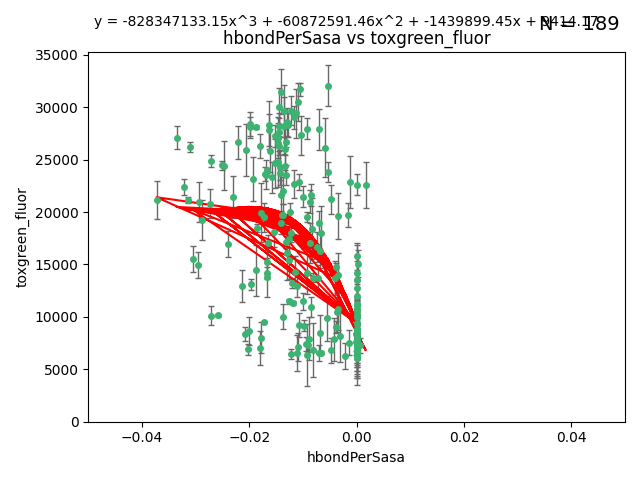 y = -828347133.15x^3 + -60872591.46x^2 + -1439899.45x + 9414.17
N = 189
hbondPerSasa vs toxgreen_fluor
35000
30000
25000
20000
15000
10000
5000
0
toxgreen_fluor
-0.04 -0.02 0.00 0.02 0.04
hbondPerSasa